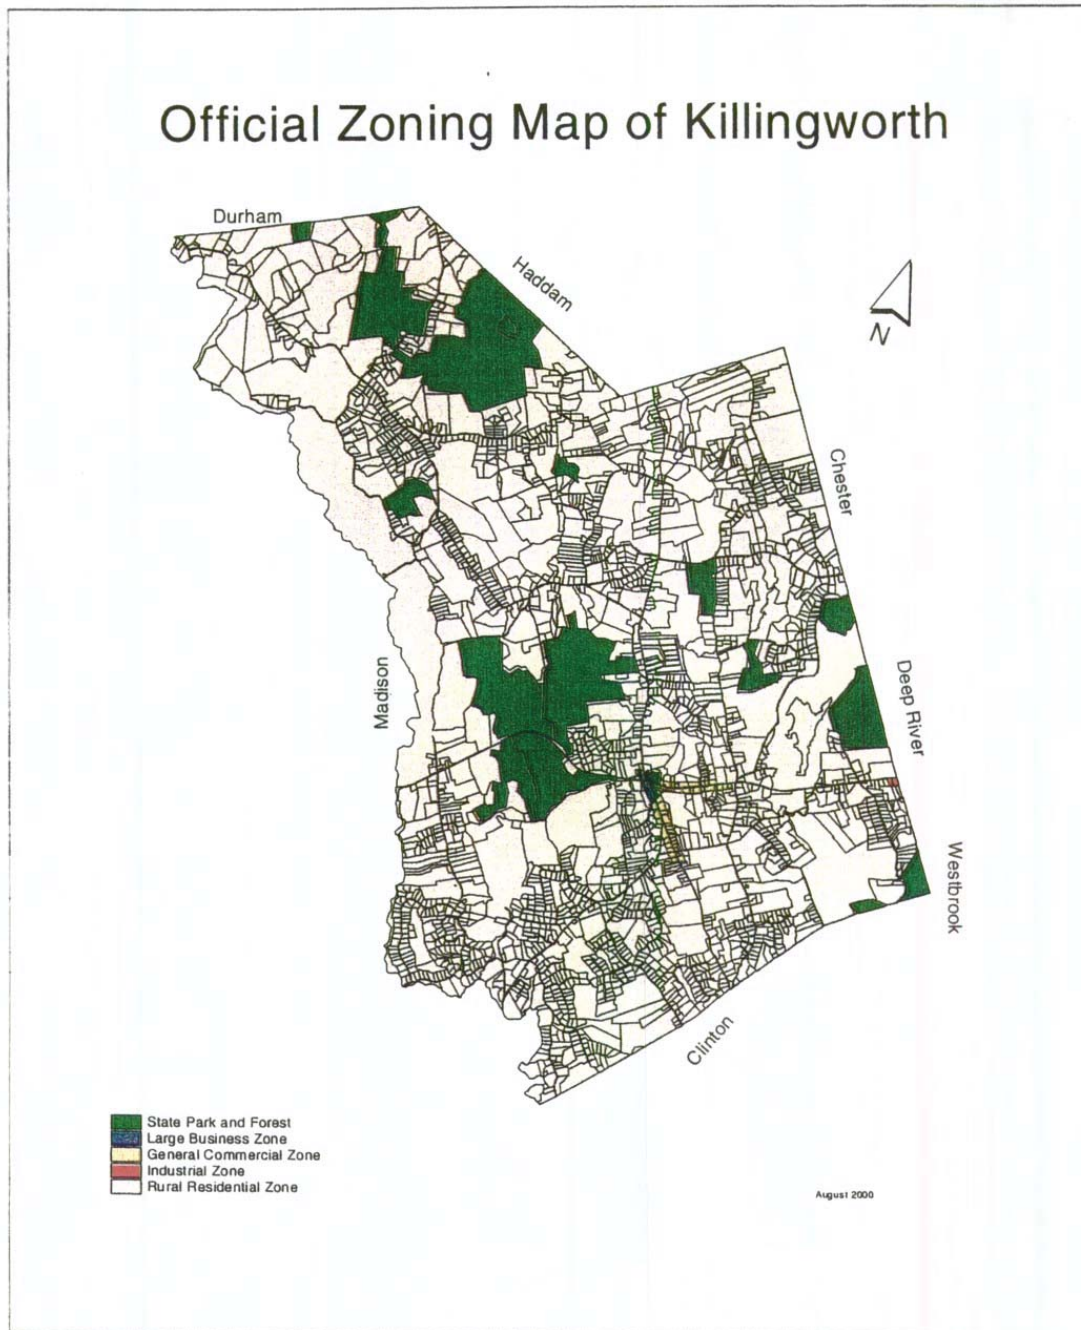 Official Zoning Map of Killingworth
Durham
Haddam
N
Chester
Madison
Deep River
Westbrook
Clinton
State Park and Forest
Large Business Zone
General Commercial Zone
Industrial Zone
Rural Residential Zone
August 2000